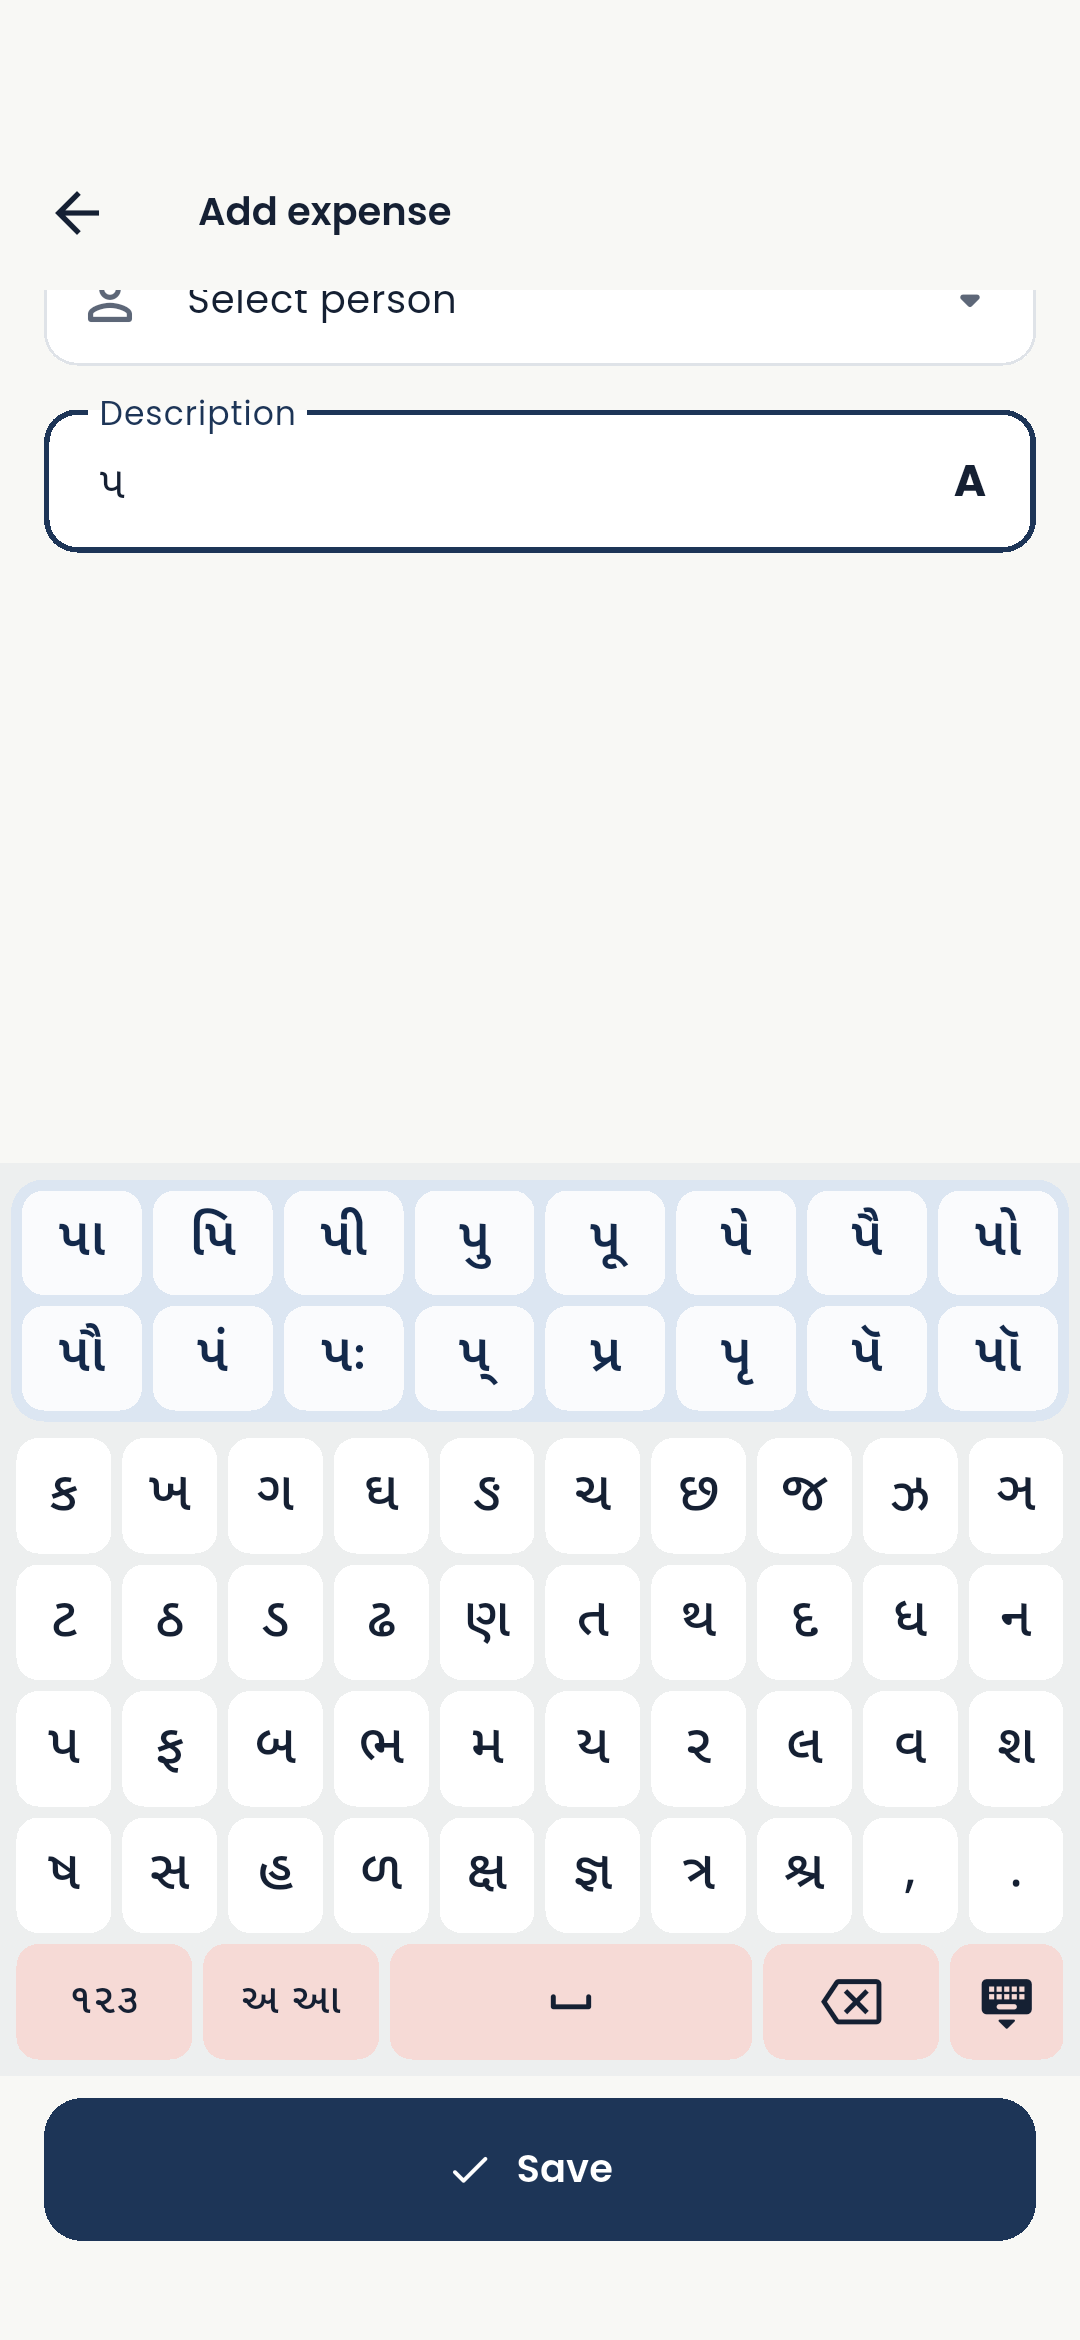 Add expense
Select person
Description
પ
A
પા પિ પી પુ પૂ પે પૈ પો
પૌ પં પઃ પ્ પ્ર પૃ પૅ પૉ
ક ખ ગ ઘ ઙ ચ છ જ ઝ ઞ
ટ ઠ ડ ઢ ણ ત થ દ ધ ન
પ ફ બ ભ મ ય ર લ વ શ
ષ સ હ ળ ક્ષ જ્ઞ ત્ર શ્ર , .
૧૨૩ અ આ
Save